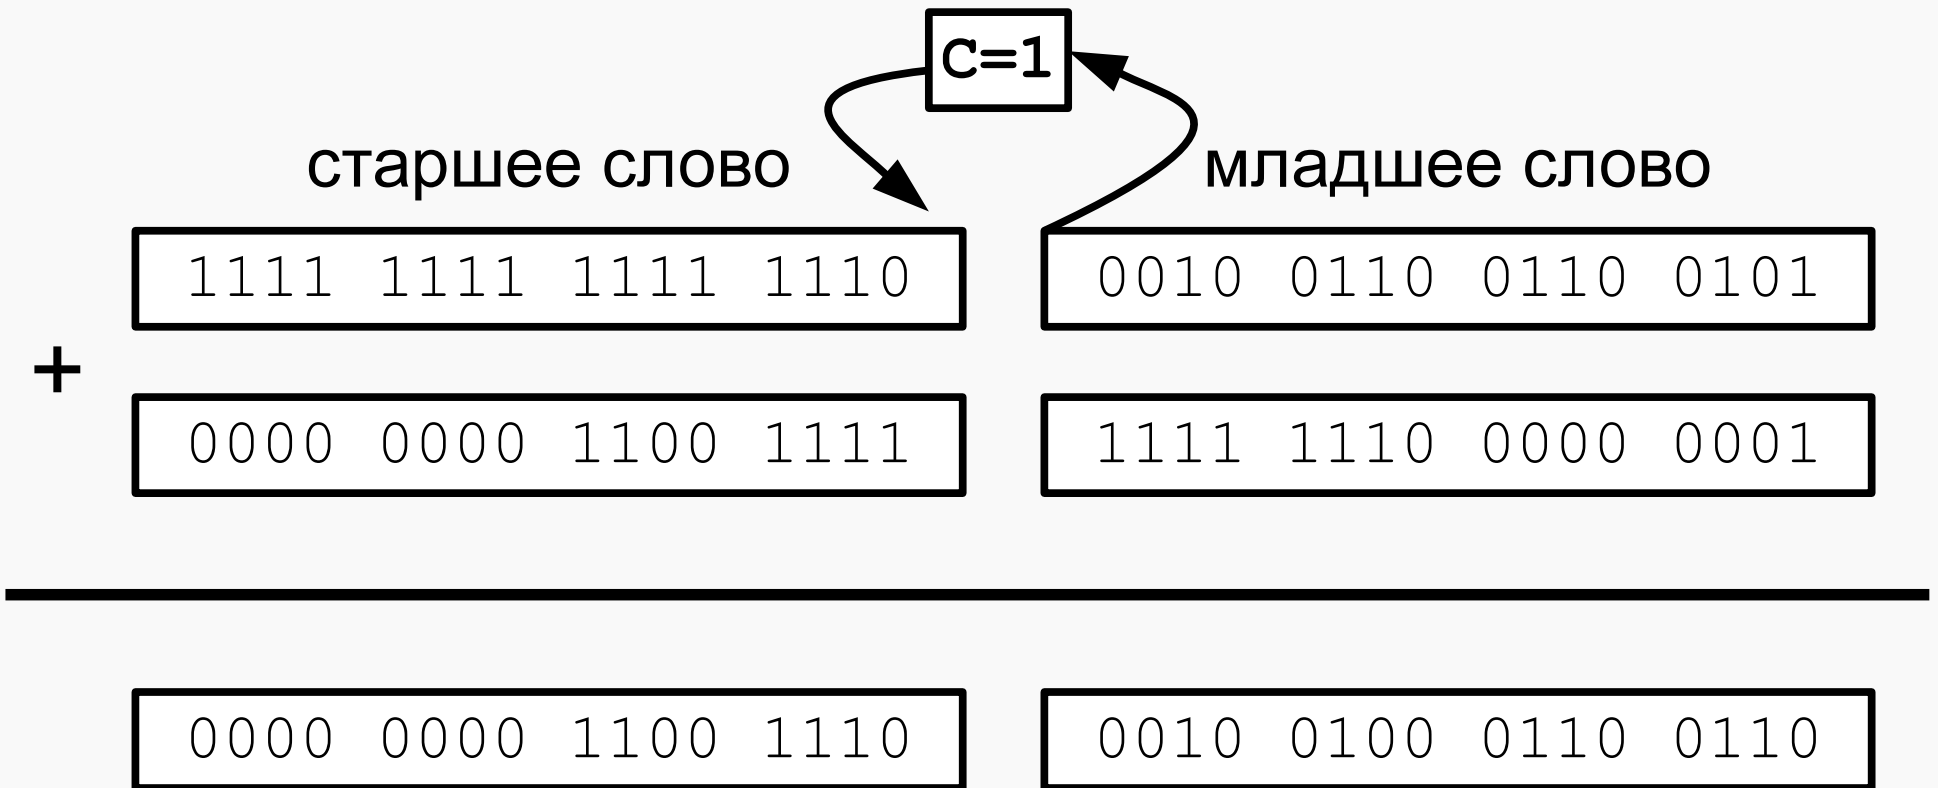 C=1
старшее слово младшее слово
1111 1111 1111 1110 0010 0110 0110 0101
+
0000 0000 1100 1111 1111 1110 0000 0001
0000 0000 1100 1110 0010 0100 0110 0110